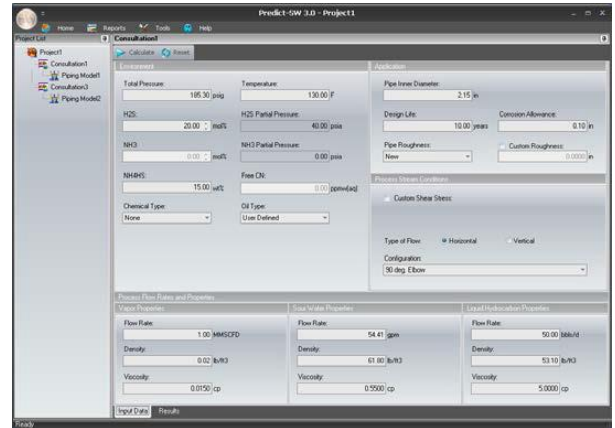 Predict-SW 3.0 - Project1
Home Reports Tools Help
Project List
Consultation1
Project1
Consultation1
Piping Model1
Consultation3
Piping Model2
Calculate Reset
Environment
Application
Total Pressure:
185.30 psig
Temperature:
130.00 F
Pipe Inner Diameter:
2.15 in
H2S:
20.00 mol%
H2S Partial Pressure:
40.00 psia
Design Life:
10.00 years
Corrosion Allowance:
0.10 in
NH3:
0.00 mol%
NH3 Partial Pressure:
0.00 psia
Pipe Roughness:
New
Custom Roughness:
0.0000 in
NH4HS:
15.00 wt%
Free CN:
0.00 ppmw(aq)
Process Stream Conditions
Custom Shear Stress:
Chemical Type:
None
Oil Type:
User Defined
Type of Flow:
Horizontal
Vertical
Configuration:
90 deg. Elbow
Process Flow Rates and Properties
Vapor Properties
Sour Water Properties
Liquid Hydrocarbon Properties
Flow Rate:
1.00 MMSCFD
Flow Rate:
54.41 gpm
Flow Rate:
50.00 bbls/d
Density:
0.02 lb/ft3
Density:
61.80 lb/ft3
Density:
53.10 lb/ft3
Viscosity:
0.0150 cp
Viscosity:
0.5500 cp
Viscosity:
5.0000 cp
Input Data Results
Ready